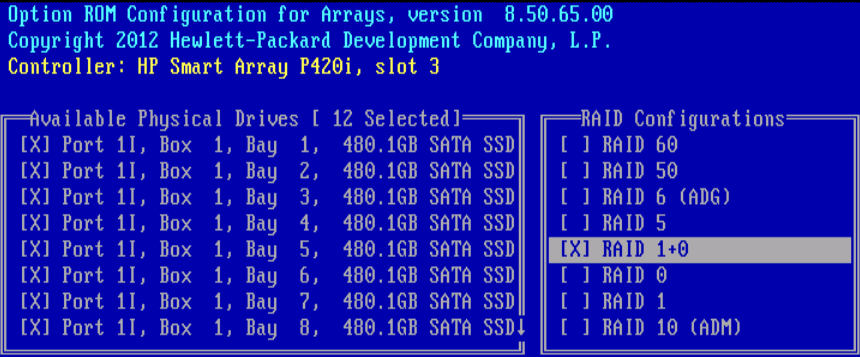 Option ROM Configuration for Arrays, version 8.50.65.00
Copyright 2012 Hewlett-Packard Development Company, L.P.
Controller: HP Smart Array P420i, slot 3
Available Physical Drives [ 12 Selected]
[X] Port 1I, Box 1, Bay 1, 480.1GB SATA SSD
[X] Port 1I, Box 1, Bay 2, 480.1GB SATA SSD
[X] Port 1I, Box 1, Bay 3, 480.1GB SATA SSD
[X] Port 1I, Box 1, Bay 4, 480.1GB SATA SSD
[X] Port 1I, Box 1, Bay 5, 480.1GB SATA SSD
[X] Port 1I, Box 1, Bay 6, 480.1GB SATA SSD
[X] Port 1I, Box 1, Bay 7, 480.1GB SATA SSD
[X] Port 1I, Box 1, Bay 8, 480.1GB SATA SSD↓
RAID Configurations
[ ] RAID 60
[ ] RAID 50
[ ] RAID 6 (ADG)
[ ] RAID 5
[X] RAID 1+0
[ ] RAID 0
[ ] RAID 1
[ ] RAID 10 (ADM)